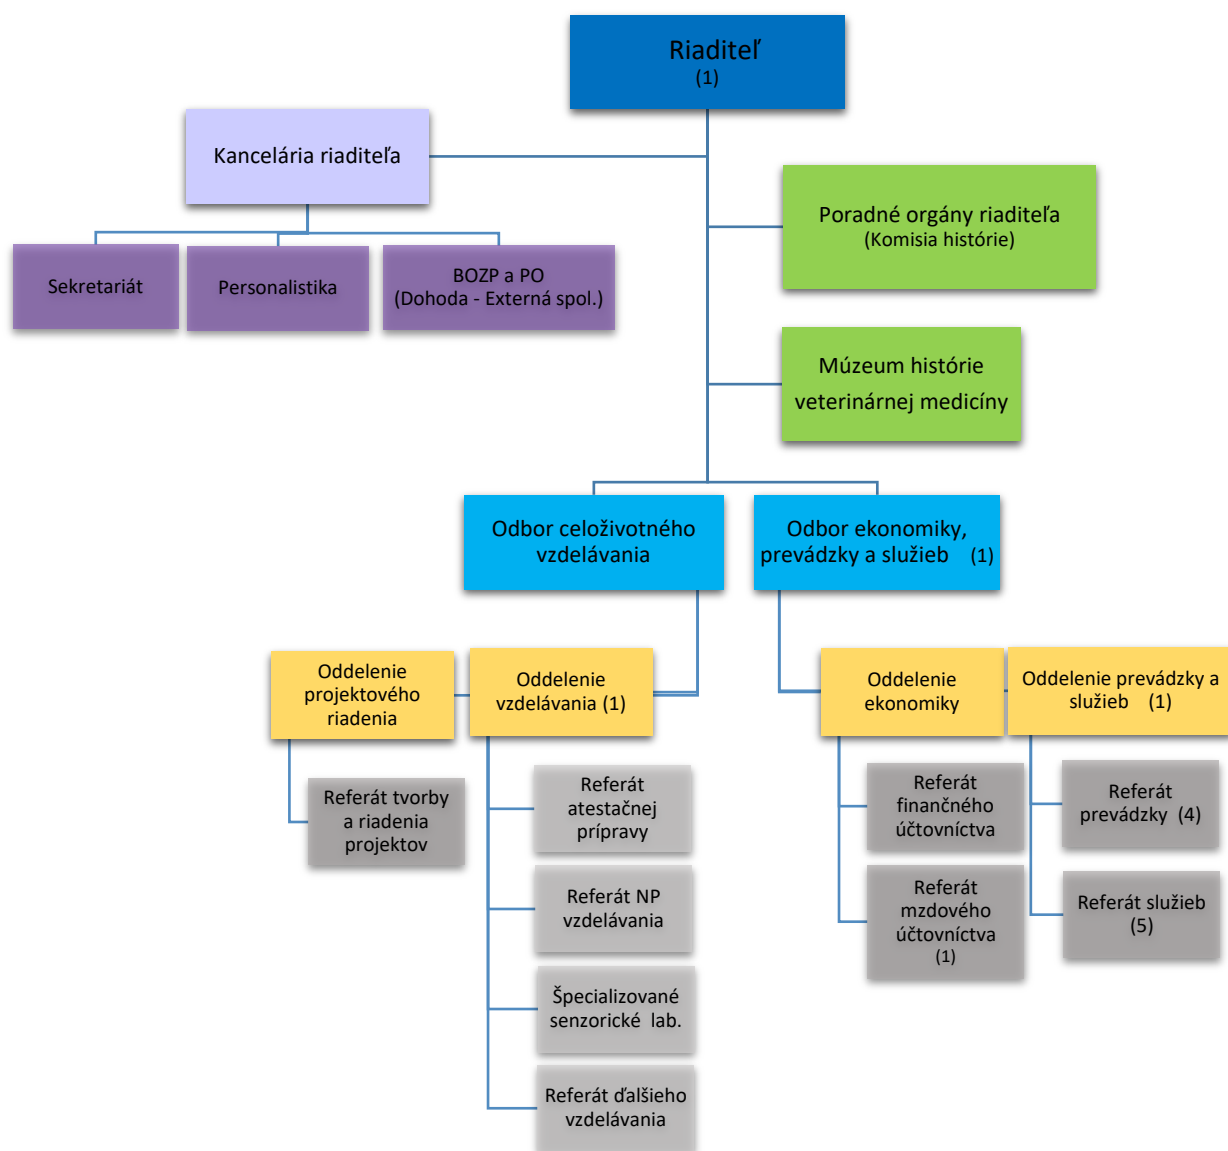 Riaditeľ
(1)
Kancelária riaditeľa
Poradné orgány riaditeľa
(Komisia histórie)
Sekretariát
Personalistika
BOZP a PO
(Dohoda - Externá spol.)
Múzeum histórie
veterinárnej medicíny
Odbor celoživotného
vzdelávania
Odbor ekonomiky,
prevádzky a služieb (1)
Oddelenie
projektového
riadenia
Oddelenie
vzdelávania (1)
Oddelenie
ekonomiky
Oddelenie prevádzky a
služieb (1)
Referát tvorby
a riadenia
projektov
Referát
atestačnej
prípravy
Referát
finančného
účtovníctva
Referát
prevádzky (4)
Referát NP
vzdelávania
Referát
mzdového
účtovníctva
(1)
Referát služieb
(5)
Špecializované
senzorické lab.
Referát ďalšieho
vzdelávania